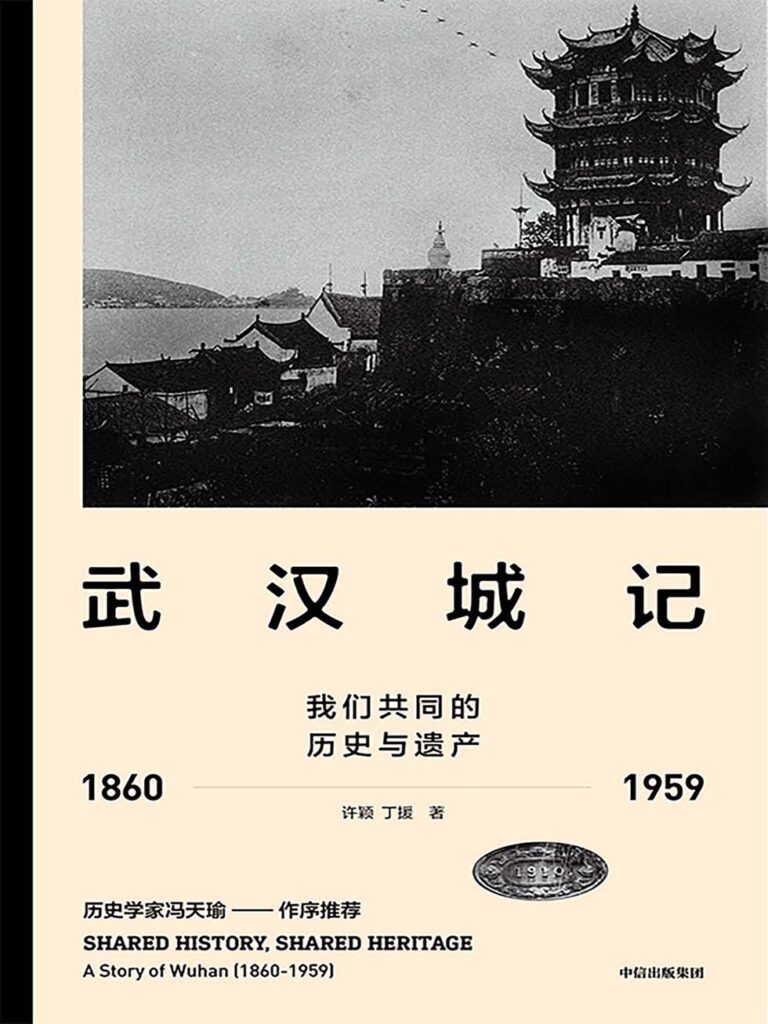 武汉城记
我们共同的
历史与遗产
1860
1959
许颖 丁援 著
1910
历史学家冯天瑜 —— 作序推荐
SHARED HISTORY, SHARED HERITAGE
A Story of Wuhan (1860-1959)
中信出版集团